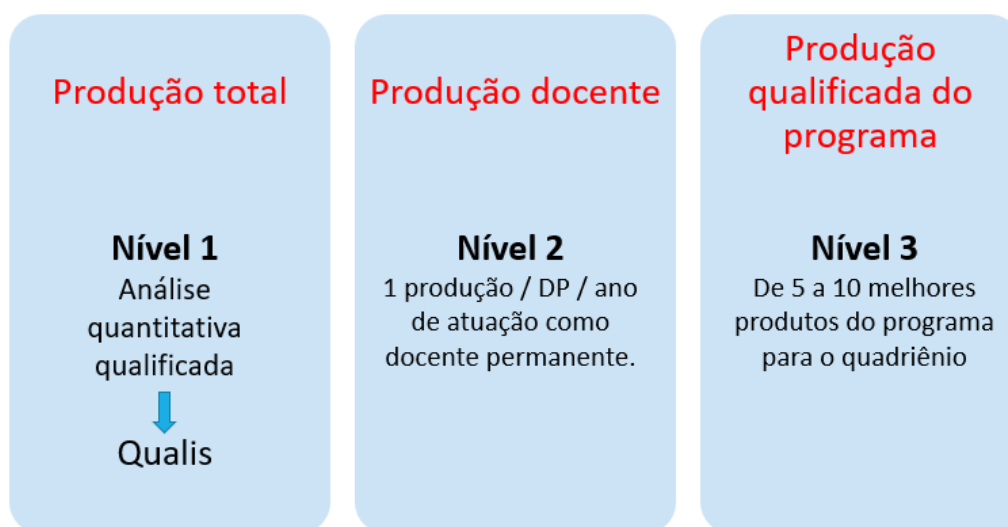 Produção total
Nível 1
Análise
quantitativa
qualificada
Qualis
Produção docente
Nível 2
1 produção / DP / ano
de atuação como
docente permanente.
Produção
qualificada do
programa
Nível 3
De 5 a 10 melhores
produtos do programa
para o quadriênio